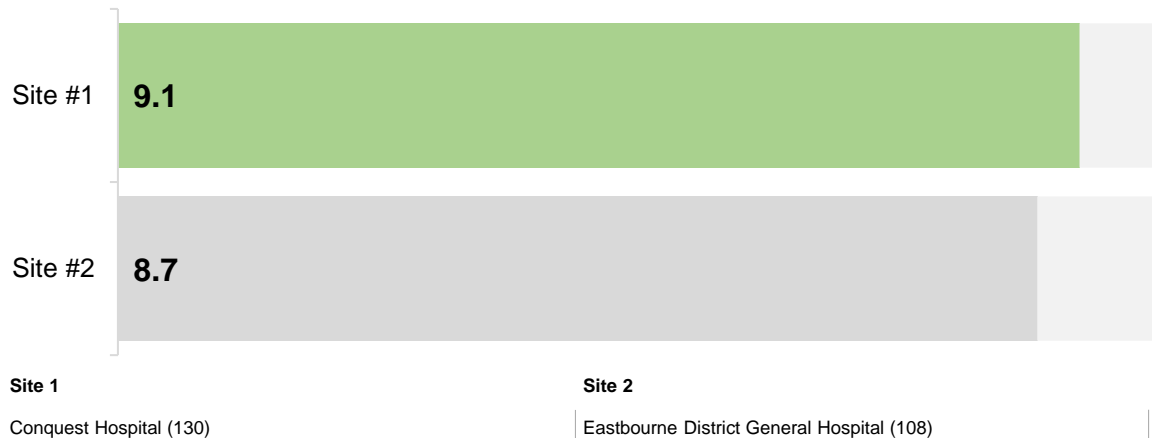 Site #1
9.1
Site #2
8.7
Site 1
Site 2
Conquest Hospital (130)
Eastbourne District General Hospital (108)